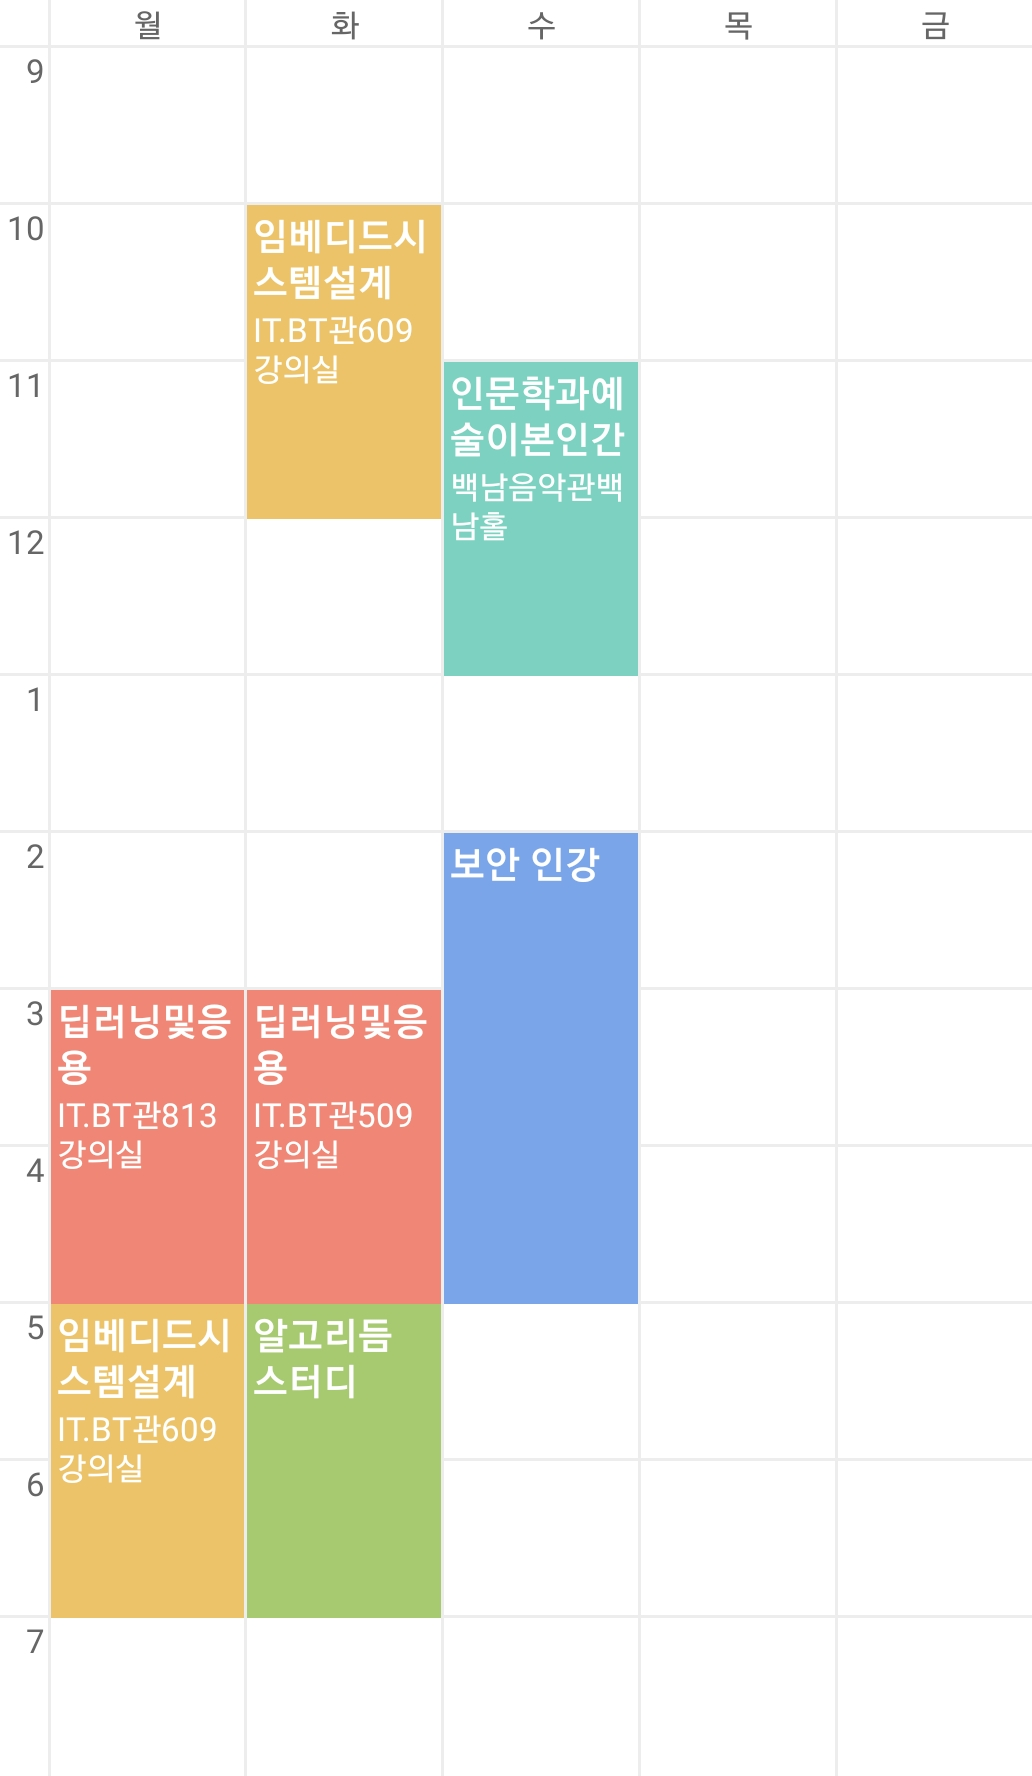 월 화 수 목 금
9
10
임베디드시
스템설계
IT.BT관609
강의실
11
인문학과예
술이본인간
백남음악관백
남홀
12
1
2
보안 인강
3
딥러닝및응
용
IT.BT관813
강의실
딥러닝및응
용
IT.BT관509
강의실
4
5
임베디드시
스템설계
IT.BT관609
강의실
알고리듬
스터디
6
7